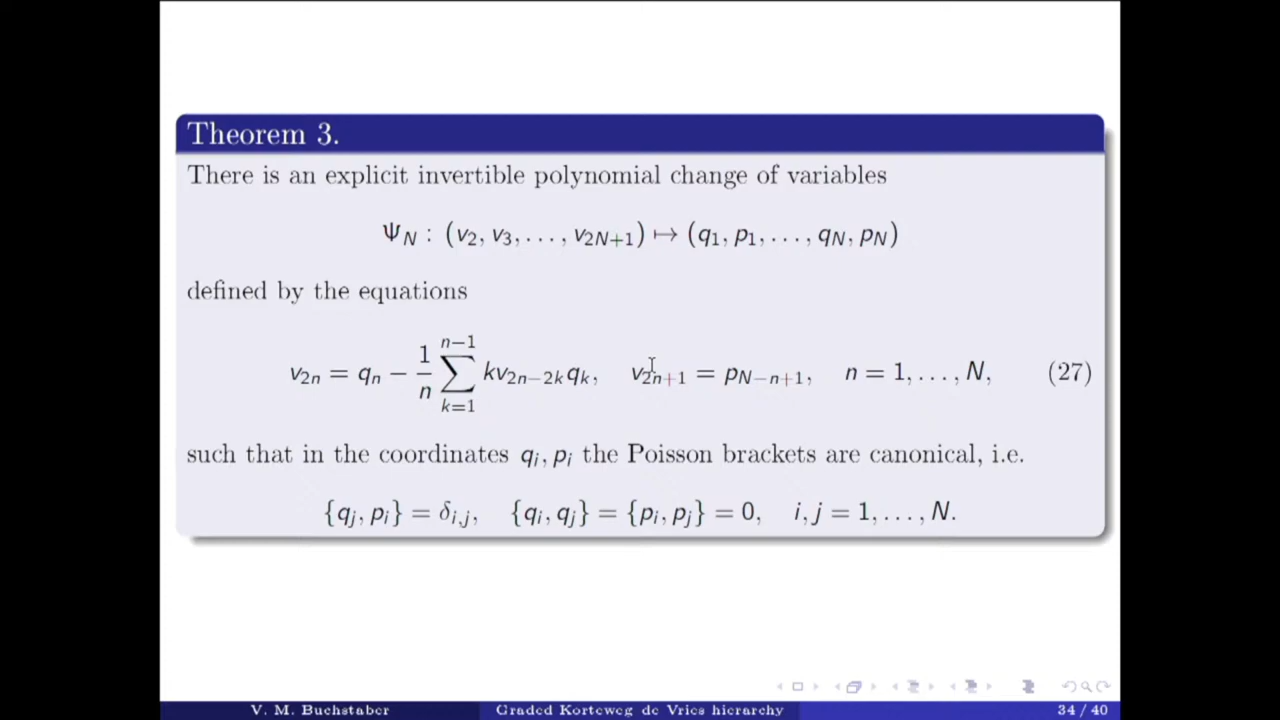 Theorem 3.
There is an explicit invertible polynomial change of variables
Ψ_N : (v_2, v_3, . . . , v_{2N+1}) ↦ (q_1, p_1, . . . , q_N, p_N)
defined by the equations
v_{2n} = q_n − \frac{1}{n} \sum_{k=1}^{n−1} kv_{2n−2k}q_k, v_{2n+1} = p_{N−n+1}, n = 1, . . . , N, (27)
such that in the coordinates q_i, p_i the Poisson brackets are canonical, i.e.
{q_j, p_i} = δ_{i,j}, {q_i, q_j} = {p_i, p_j} = 0, i, j = 1, . . . , N.
V. M. Buchstaber Graded Korteweg de Vries hierarchy 34 / 40